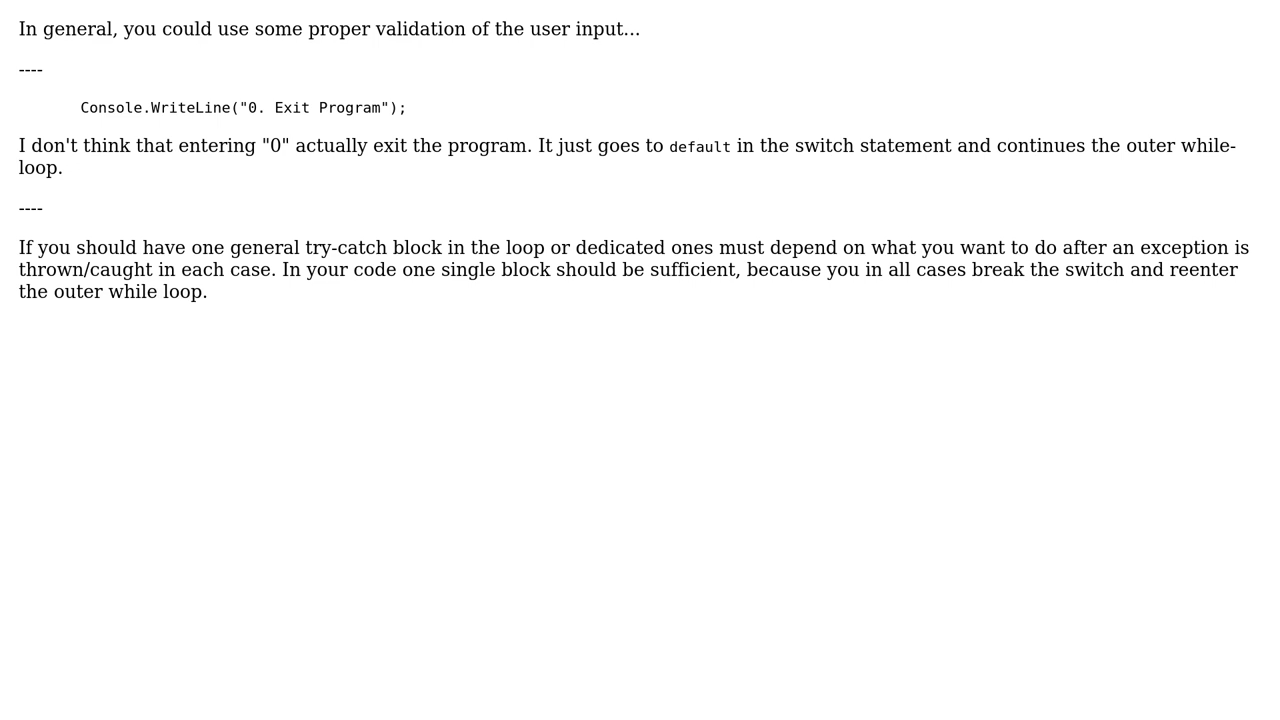 In general, you could use some proper validation of the user input...
----
Console.WriteLine("0. Exit Program");
I don't think that entering "0" actually exit the program. It just goes to default in the switch statement and continues the outer while-
loop.
----
If you should have one general try-catch block in the loop or dedicated ones must depend on what you want to do after an exception is
thrown/caught in each case. In your code one single block should be sufficient, because you in all cases break the switch and reenter
the outer while loop.